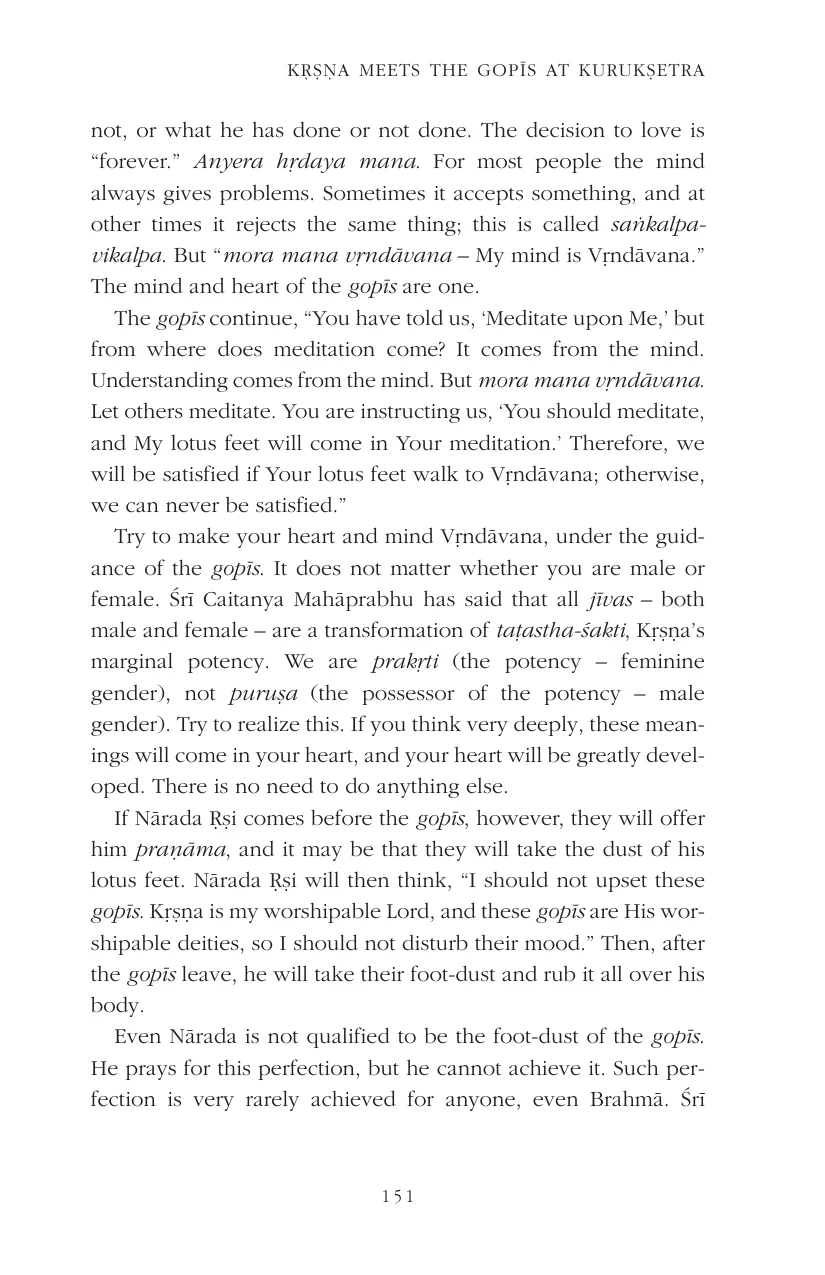 KṚṢṆA MEETS THE GOPĪS AT KURUKṢETRA
not, or what he has done or not done. The decision to love is
“forever.” Anyera hṛdaya mana. For most people the mind
always gives problems. Sometimes it accepts something, and at
other times it rejects the same thing; this is called saṅkalpa-
vikalpa. But “mora mana vṛndāvana – My mind is Vṛndāvana.”
The mind and heart of the gopīs are one.
The gopīs continue, “You have told us, ‘Meditate upon Me,’ but
from where does meditation come? It comes from the mind.
Understanding comes from the mind. But mora mana vṛndāvana.
Let others meditate. You are instructing us, ‘You should meditate,
and My lotus feet will come in Your meditation.’ Therefore, we
will be satisfied if Your lotus feet walk to Vṛndāvana; otherwise,
we can never be satisfied.”
Try to make your heart and mind Vṛndāvana, under the guid-
ance of the gopīs. It does not matter whether you are male or
female. Śrī Caitanya Mahāprabhu has said that all jīvas – both
male and female – are a transformation of taṭastha-śakti, Kṛṣṇa’s
marginal potency. We are prakṛti (the potency – feminine
gender), not puruṣa (the possessor of the potency – male
gender). Try to realize this. If you think very deeply, these mean-
ings will come in your heart, and your heart will be greatly devel-
oped. There is no need to do anything else.
If Nārada Ṛṣi comes before the gopīs, however, they will offer
him praṇāma, and it may be that they will take the dust of his
lotus feet. Nārada Ṛṣi will then think, “I should not upset these
gopīs. Kṛṣṇa is my worshipable Lord, and these gopīs are His wor-
shipable deities, so I should not disturb their mood.” Then, after
the gopīs leave, he will take their foot-dust and rub it all over his
body.
Even Nārada is not qualified to be the foot-dust of the gopīs.
He prays for this perfection, but he cannot achieve it. Such per-
fection is very rarely achieved for anyone, even Brahmā. Śrī
151